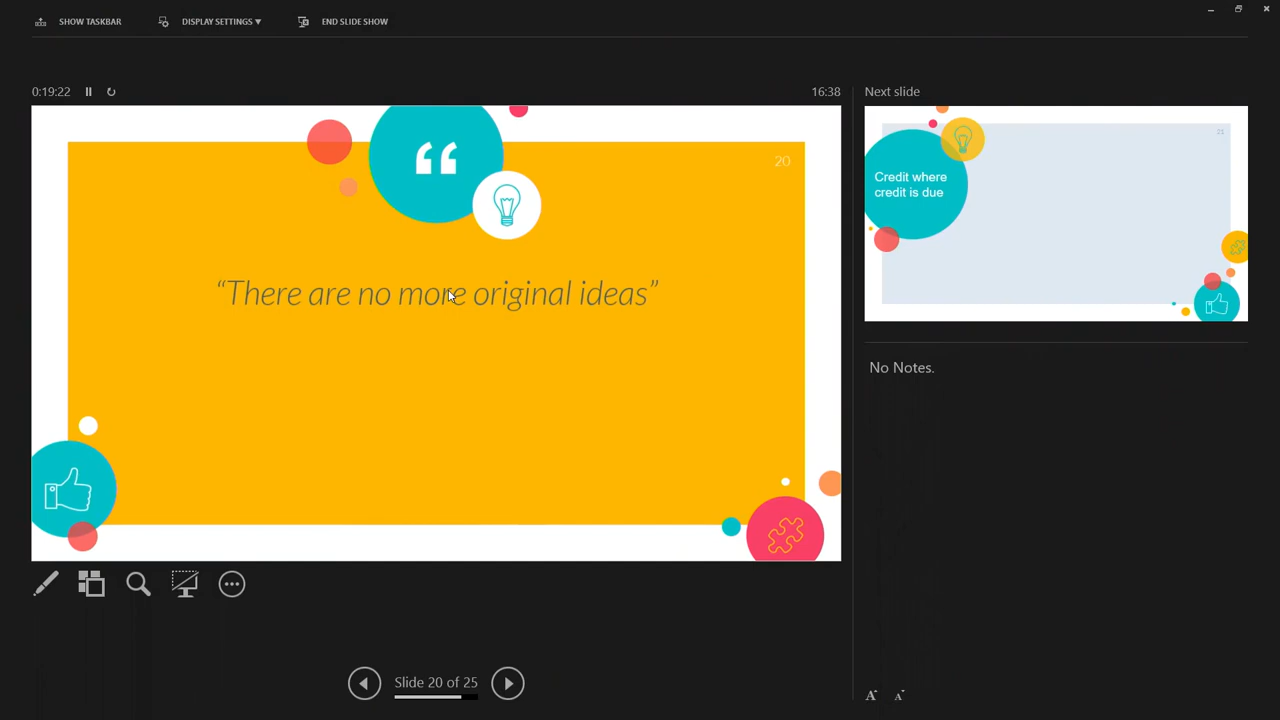 SHOW TASKBAR
DISPLAY SETTINGS ▼
END SLIDE SHOW
0:19:22
16:38
Next slide
“
20
“There are no more original ideas”
21
Credit where
credit is due
No Notes.
Slide 20 of 25
A A